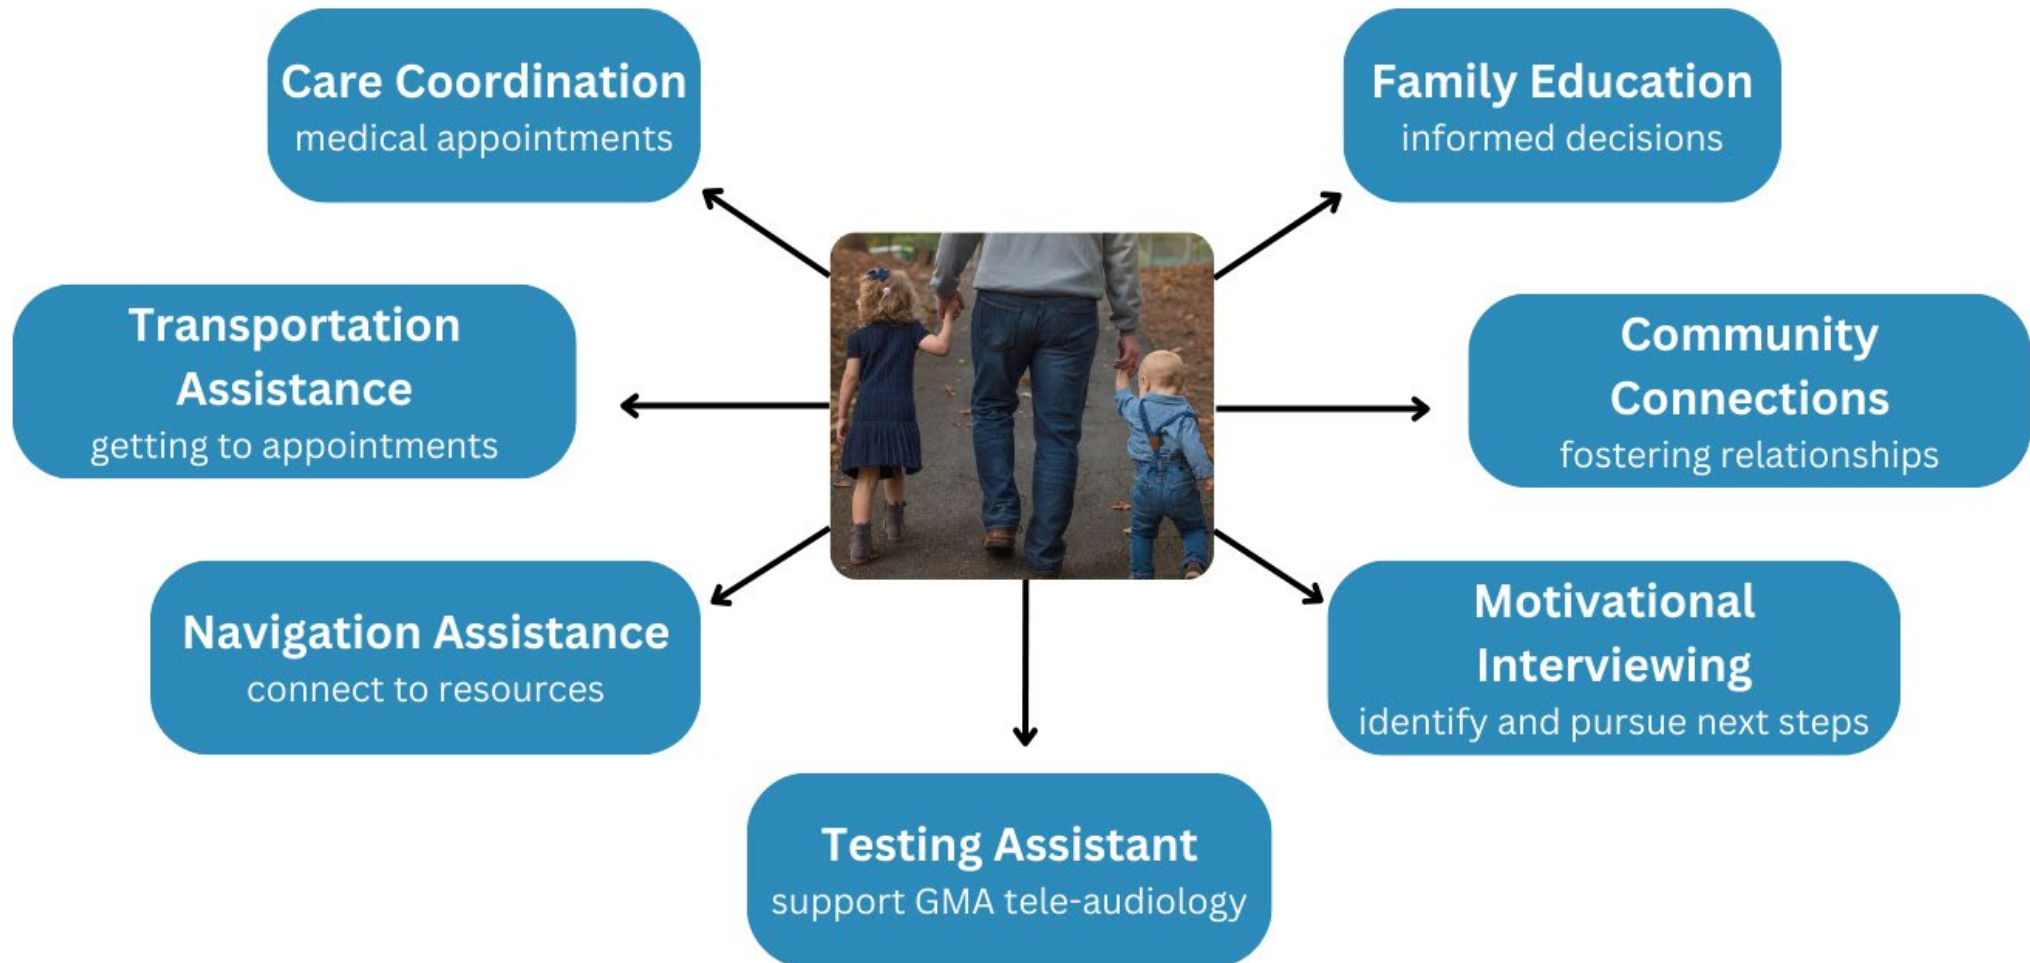 Care Coordination
medical appointments
Family Education
informed decisions
Transportation
Assistance
getting to appointments
Community
Connections
fostering relationships
Navigation Assistance
connect to resources
Motivational
Interviewing
identify and pursue next steps
Testing Assistant
support GMA tele-audiology